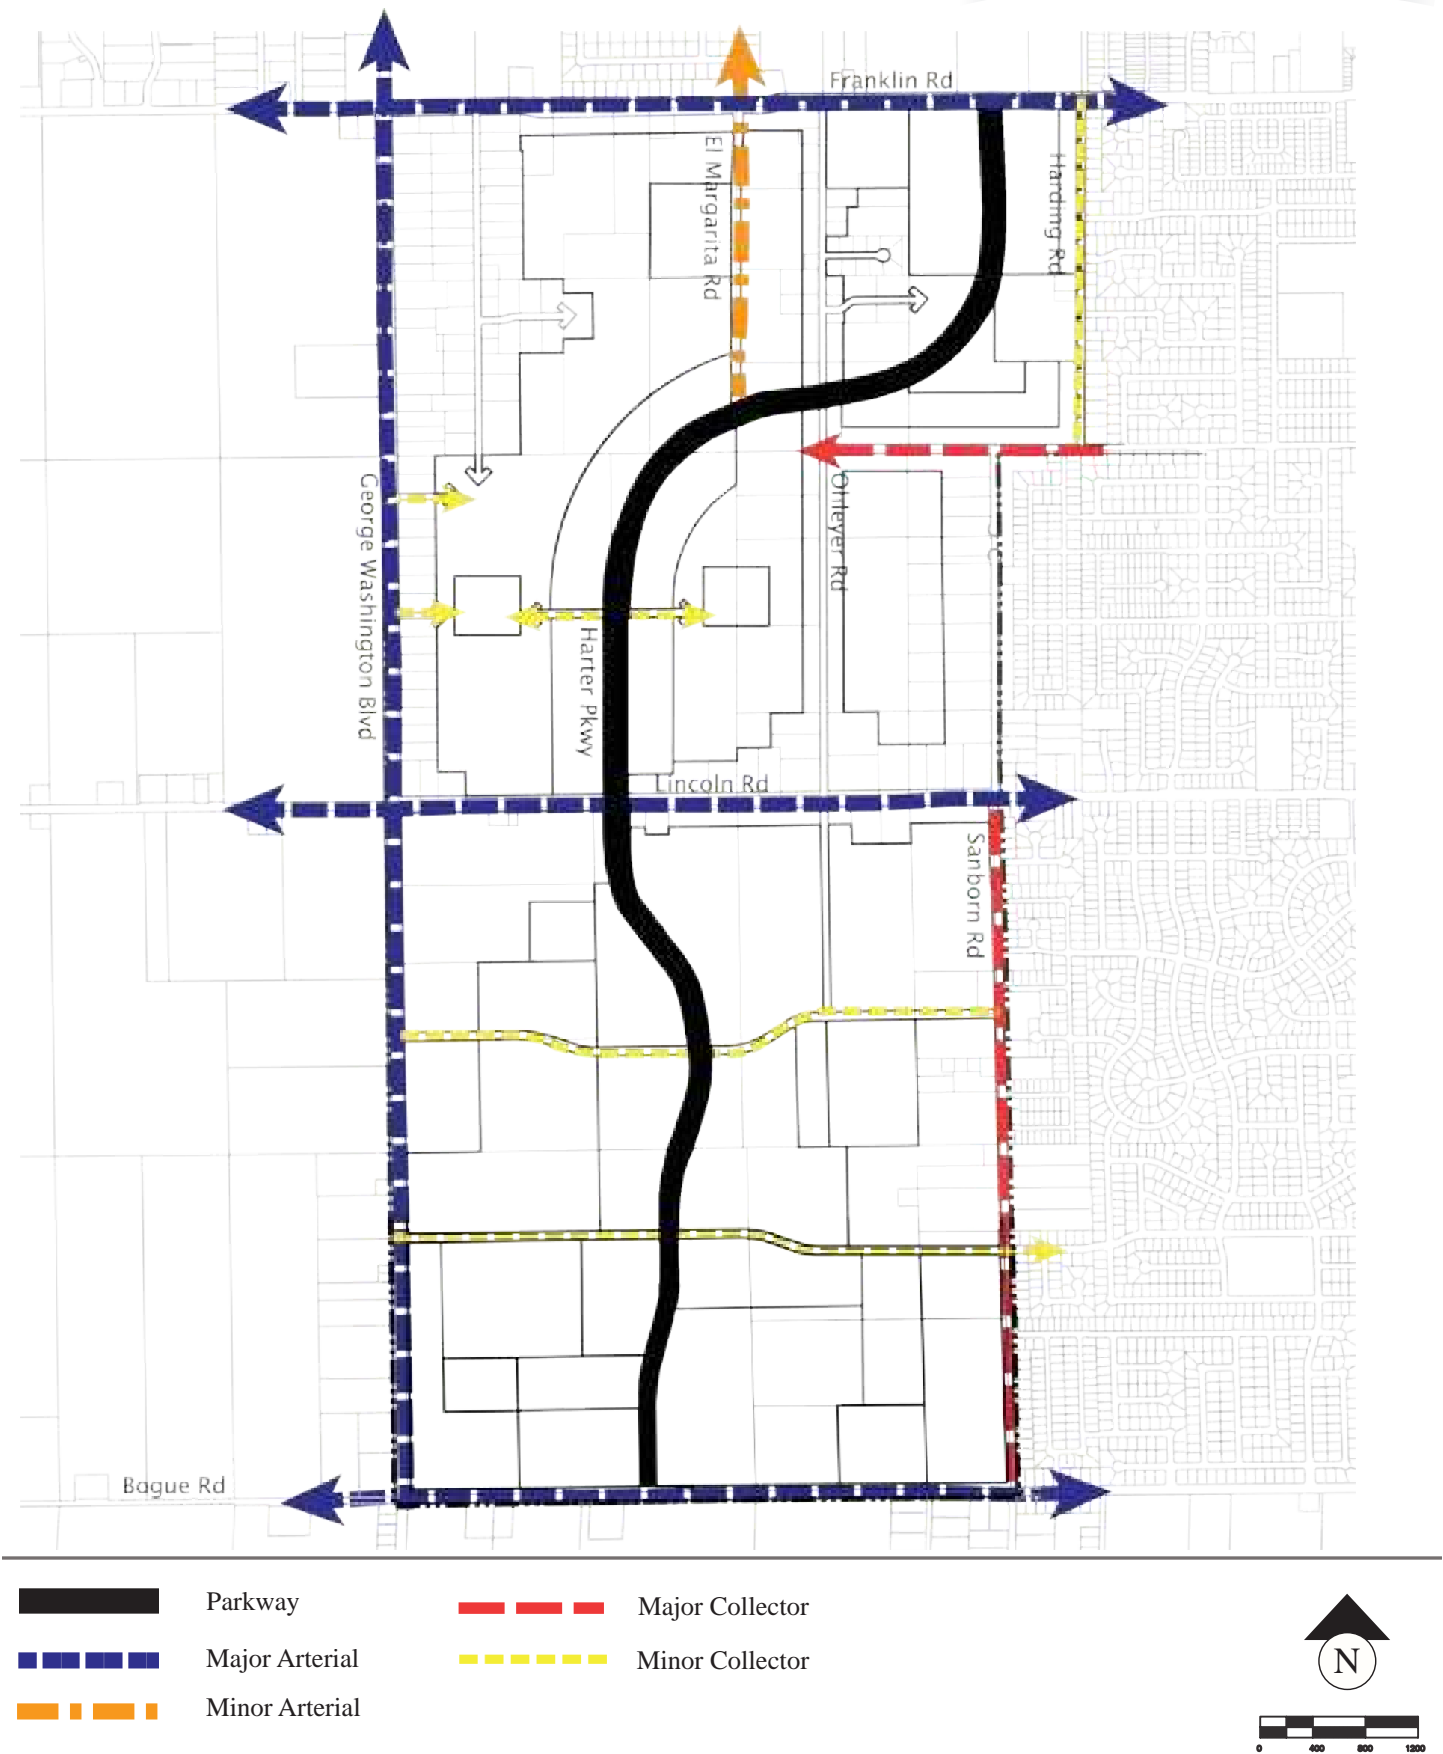 Franklin Rd
El Margarita Rd
Harding Rd
George Washington Blvd
Ohleyer Rd
Harter Pkwy
Lincoln Rd
Sanborn Rd
Bogue Rd
Parkway
Major Collector
Major Arterial
Minor Collector
Minor Arterial
N
0 400 800 1200